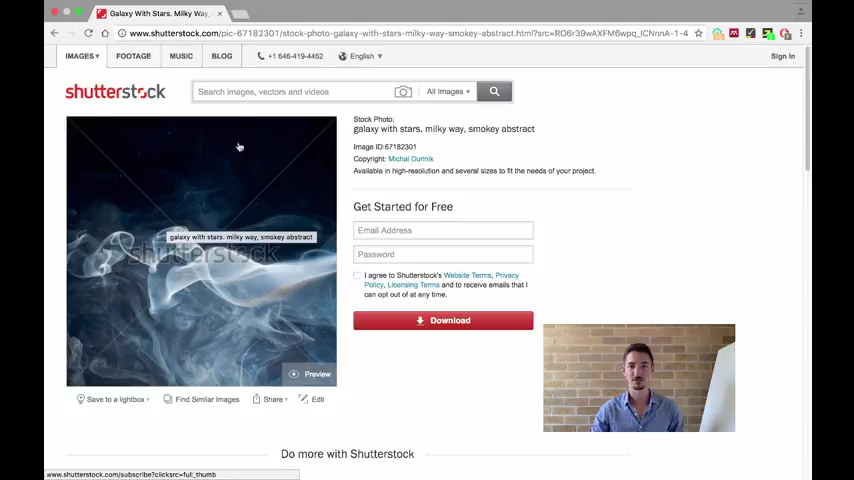 Galaxy With Stars. Milky Way,
www.shutterstock.com/pic-67182301/stock-photo-galaxy-with-stars-milky-way-smokey-abstract.html?src=RO6r39wAXFM6wpq_ICNnnA-1-4
IMAGES
FOOTAGE
MUSIC
BLOG
+1 646-419-4452
English
Sign In
shutterstock
Search images, vectors and videos
All Images
Stock Photo:
galaxy with stars. milky way, smokey abstract
Image ID:67182301
Copyright: Michal Durinik
Available in high-resolution and several sizes to fit the needs of your project.
Get Started for Free
Email Address
galaxy with stars. milky way, smokey abstract
shutterstock
Password
I agree to Shutterstock's Website Terms, Privacy
Policy, Licensing Terms and to receive emails that I
can opt out of at any time.
Download
Preview
Save to a lightbox
Find Similar Images
Share
Edit
Do more with Shutterstock
www.shutterstock.com/subscribe?clicksrc=full_thumb